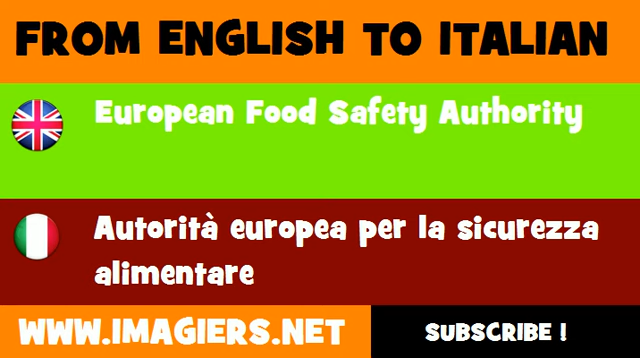 FROM ENGLISH TO ITALIAN
European Food Safety Authority
Autorità europea per la sicurezza
alimentare
WWW.IMAGIERS.NET
SUBSCRIBE !